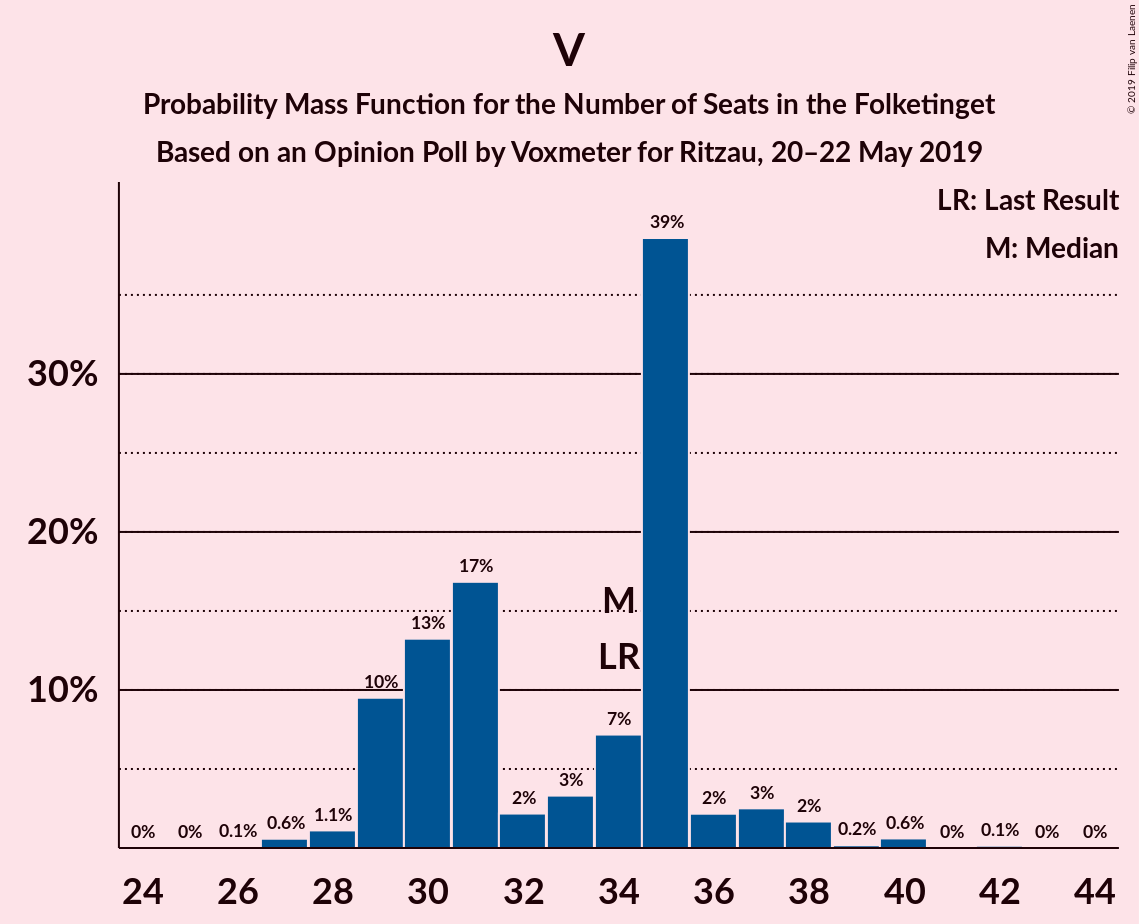 V
Probability Mass Function for the Number of Seats in the Folketinget
Based on an Opinion Poll by Voxmeter for Ritzau, 20–22 May 2019
© 2019 Filip van Laenen
LR: Last Result
M: Median
39%
30%
17%
20%
M
13%
LR
10%
10%
7%
3%
2%
2%
3%
2%
0%
0%
0.1%
0.6%
1.1%
0.2%
0.6%
0%
0.1%
0%
0%
24 26 28 30 32 34 36 38 40 42 44